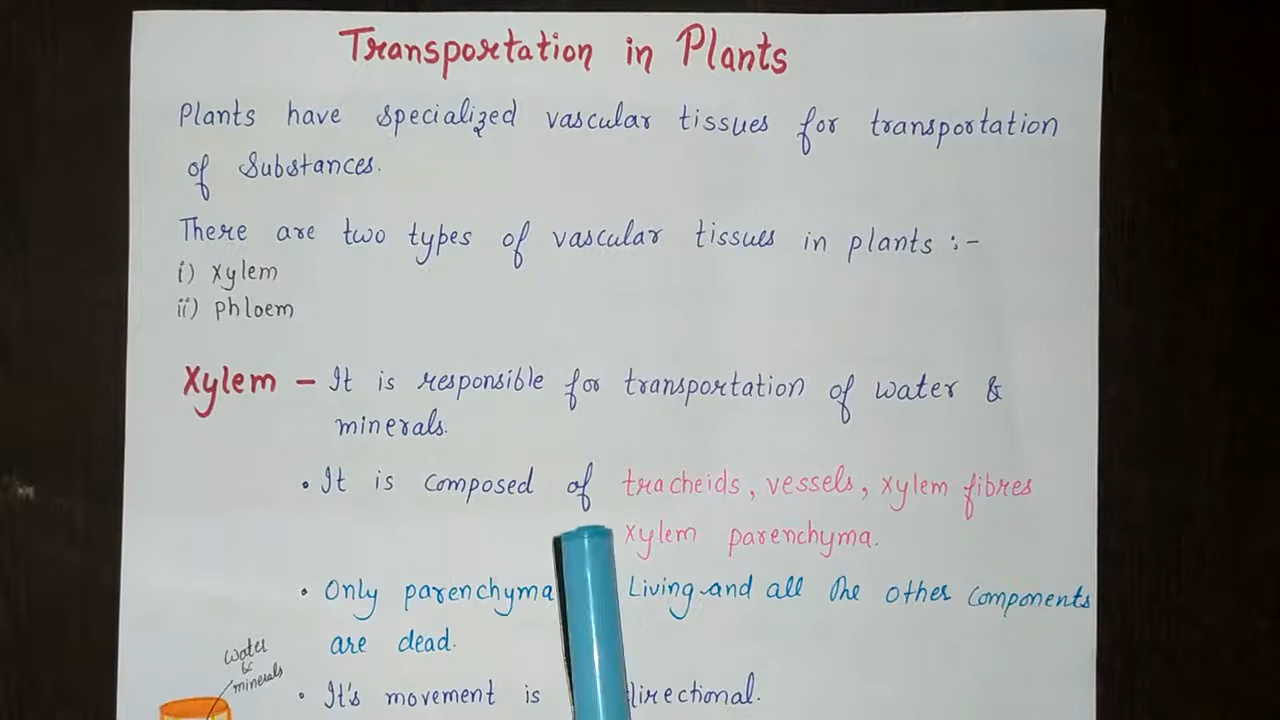 Transportation in Plants
Plants have specialized vascular tissues for transportation
of Substances.
There are two types of vascular tissues in plants :-
i) Xylem
ii) Phloem
Xylem - It is responsible for transportation of water &
minerals.
• It is composed of tracheids, vessels, xylem fibres
xylem parenchyma.
• Only parenchyma Living and all the other components
are dead.
• It's movement is directional.
water
&
minerals